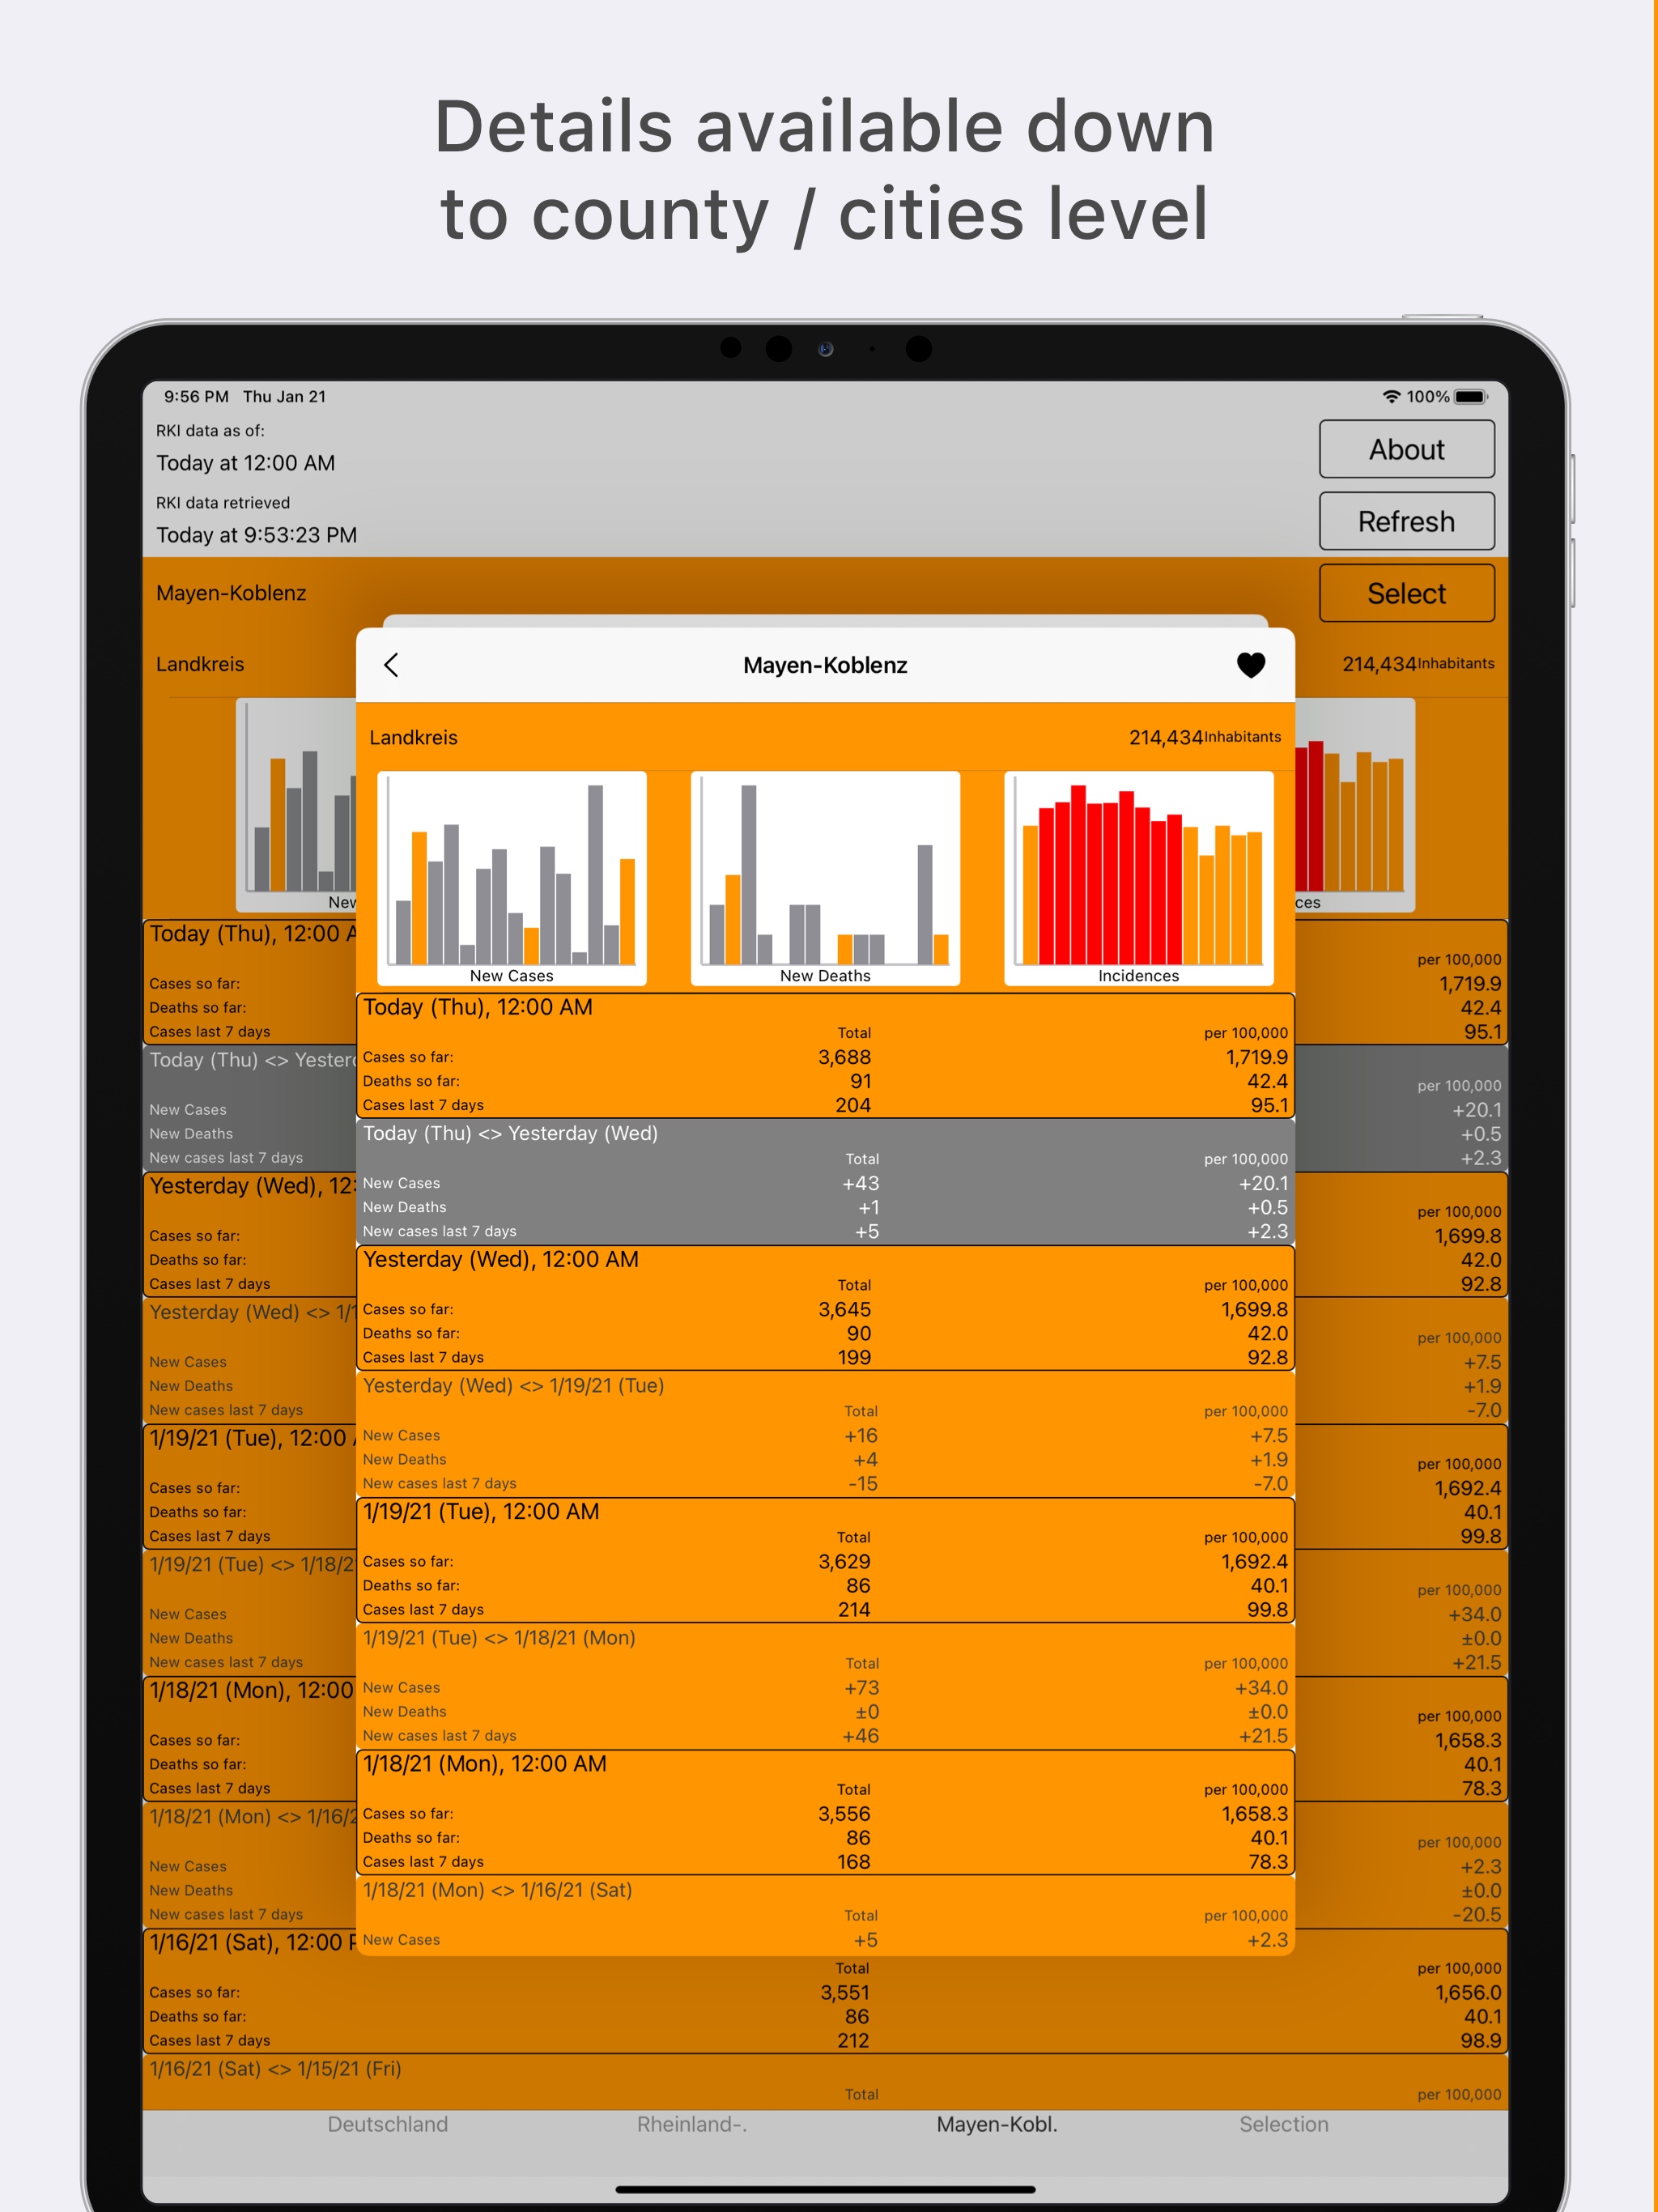 Details available down
to county / cities level
9:56 PM Thu Jan 21
100%
RKI data as of:
Today at 12:00 AM
About
RKI data retrieved
Today at 9:53:23 PM
Refresh
Mayen-Koblenz
Select
Landkreis
214,434 Inhabitants
Today (Thu), 12:00
per 100,000
Cases so far:
1,719.9
Deaths so far:
42.4
Cases last 7 days
95.1
Today (Thu) <>
per 100,000
New Cases
+20.1
New Deaths
+0.5
New cases last 7 days
+2.3
Yesterday (Wed),
per 100,000
Cases so far:
1,699.8
Deaths so far:
42.0
Cases last 7 days
92.8
Yesterday (Wed) <>
per 100,000
New Cases
+7.5
New Deaths
+1.9
New cases last 7 days
-7.0
1/19/21 (Tue), 12:00
per 100,000
Cases so far:
1,692.4
Deaths so far:
40.1
Cases last 7 days
99.8
1/19/21 (Tue) <>
per 100,000
New Cases
+34.0
New Deaths
±0.0
New cases last 7 days
+21.5
1/18/21 (Mon), 12:00
per 100,000
Cases so far:
1,658.3
Deaths so far:
40.1
Cases last 7 days
78.3
1/18/21 (Mon) <>
per 100,000
New Cases
+2.3
New Deaths
±0.0
New cases last 7 days
-20.5
1/16/21 (Sat), 12:00
Total per 100,000
Cases so far: 3,551 1,656.0
Deaths so far: 86 40.1
Cases last 7 days 212 98.9
1/16/21 (Sat) <> 1/15/21 (Fri)
Total per 100,000
Mayen-Koblenz
Landkreis 214,434 Inhabitants
New Cases
New Deaths
Incidences
Today (Thu), 12:00 AM
Total per 100,000
Cases so far: 3,688 1,719.9
Deaths so far: 91 42.4
Cases last 7 days 204 95.1
Today (Thu) <> Yesterday (Wed)
Total per 100,000
New Cases +43 +20.1
New Deaths +1 +0.5
New cases last 7 days +5 +2.3
Yesterday (Wed), 12:00 AM
Total per 100,000
Cases so far: 3,645 1,699.8
Deaths so far: 90 42.0
Cases last 7 days 199 92.8
Yesterday (Wed) <> 1/19/21 (Tue)
Total per 100,000
New Cases +16 +7.5
New Deaths +4 +1.9
New cases last 7 days -15 -7.0
1/19/21 (Tue), 12:00 AM
Total per 100,000
Cases so far: 3,629 1,692.4
Deaths so far: 86 40.1
Cases last 7 days 214 99.8
1/19/21 (Tue) <> 1/18/21 (Mon)
Total per 100,000
New Cases +73 +34.0
New Deaths ±0 ±0.0
New cases last 7 days +46 +21.5
1/18/21 (Mon), 12:00 AM
Total per 100,000
Cases so far: 3,556 1,658.3
Deaths so far: 86 40.1
Cases last 7 days 168 78.3
1/18/21 (Mon) <> 1/16/21 (Sat)
Total per 100,000
New Cases +5 +2.3
Deutschland
Rheinland-.
Mayen-Kobl.
Selection